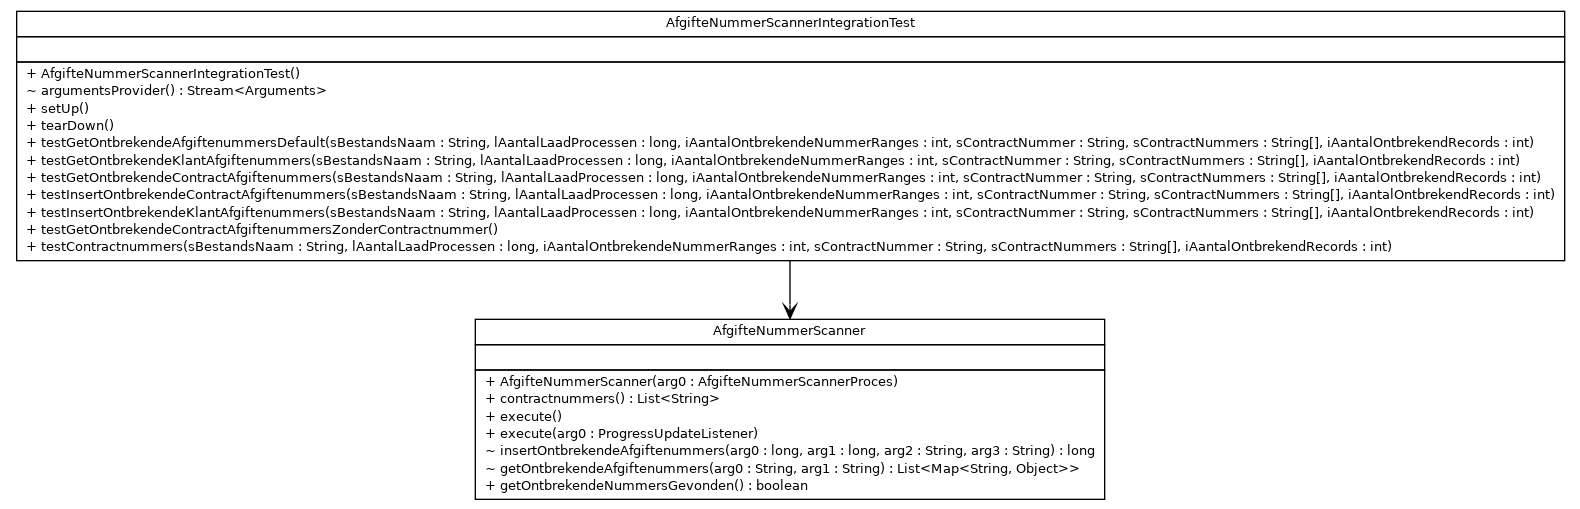 AfgifteNummerScannerIntegrationTest
+ AfgifteNummerScannerIntegrationTest()
~ argumentsProvider() : Stream<Arguments>
+ setUp()
+ tearDown()
+ testGetOntbrekendeAfgiftenummersDefault(sBestandsNaam : String, lAantalLaadProcessen : long, iAantalOntbrekendeNummerRanges : int, sContractNummer : String, sContractNummers : String[], iAantalOntbrekendRecords : int)
+ testGetOntbrekendeKlantAfgiftenummers(sBestandsNaam : String, lAantalLaadProcessen : long, iAantalOntbrekendeNummerRanges : int, sContractNummer : String, sContractNummers : String[], iAantalOntbrekendRecords : int)
+ testGetOntbrekendeContractAfgiftenummers(sBestandsNaam : String, lAantalLaadProcessen : long, iAantalOntbrekendeNummerRanges : int, sContractNummer : String, sContractNummers : String[], iAantalOntbrekendRecords : int)
+ testInsertOntbrekendeContractAfgiftenummers(sBestandsNaam : String, lAantalLaadProcessen : long, iAantalOntbrekendeNummerRanges : int, sContractNummer : String, sContractNummers : String[], iAantalOntbrekendRecords : int)
+ testInsertOntbrekendeKlantAfgiftenummers(sBestandsNaam : String, lAantalLaadProcessen : long, iAantalOntbrekendeNummerRanges : int, sContractNummer : String, sContractNummers : String[], iAantalOntbrekendRecords : int)
+ testGetOntbrekendeContractAfgiftenummersZonderContractnummer()
+ testContractnummers(sBestandsNaam : String, lAantalLaadProcessen : long, iAantalOntbrekendeNummerRanges : int, sContractNummer : String, sContractNummers : String[], iAantalOntbrekendRecords : int)
AfgifteNummerScanner
+ AfgifteNummerScanner(arg0 : AfgifteNummerScannerProces)
+ contractnummers() : List<String>
+ execute()
+ execute(arg0 : ProgressUpdateListener)
~ insertOntbrekendeAfgiftenummers(arg0 : long, arg1 : long, arg2 : String, arg3 : String) : long
~ getOntbrekendeAfgiftenummers(arg0 : String, arg1 : String) : List<Map<String, Object>>
+ getOntbrekendeNummersGevonden() : boolean